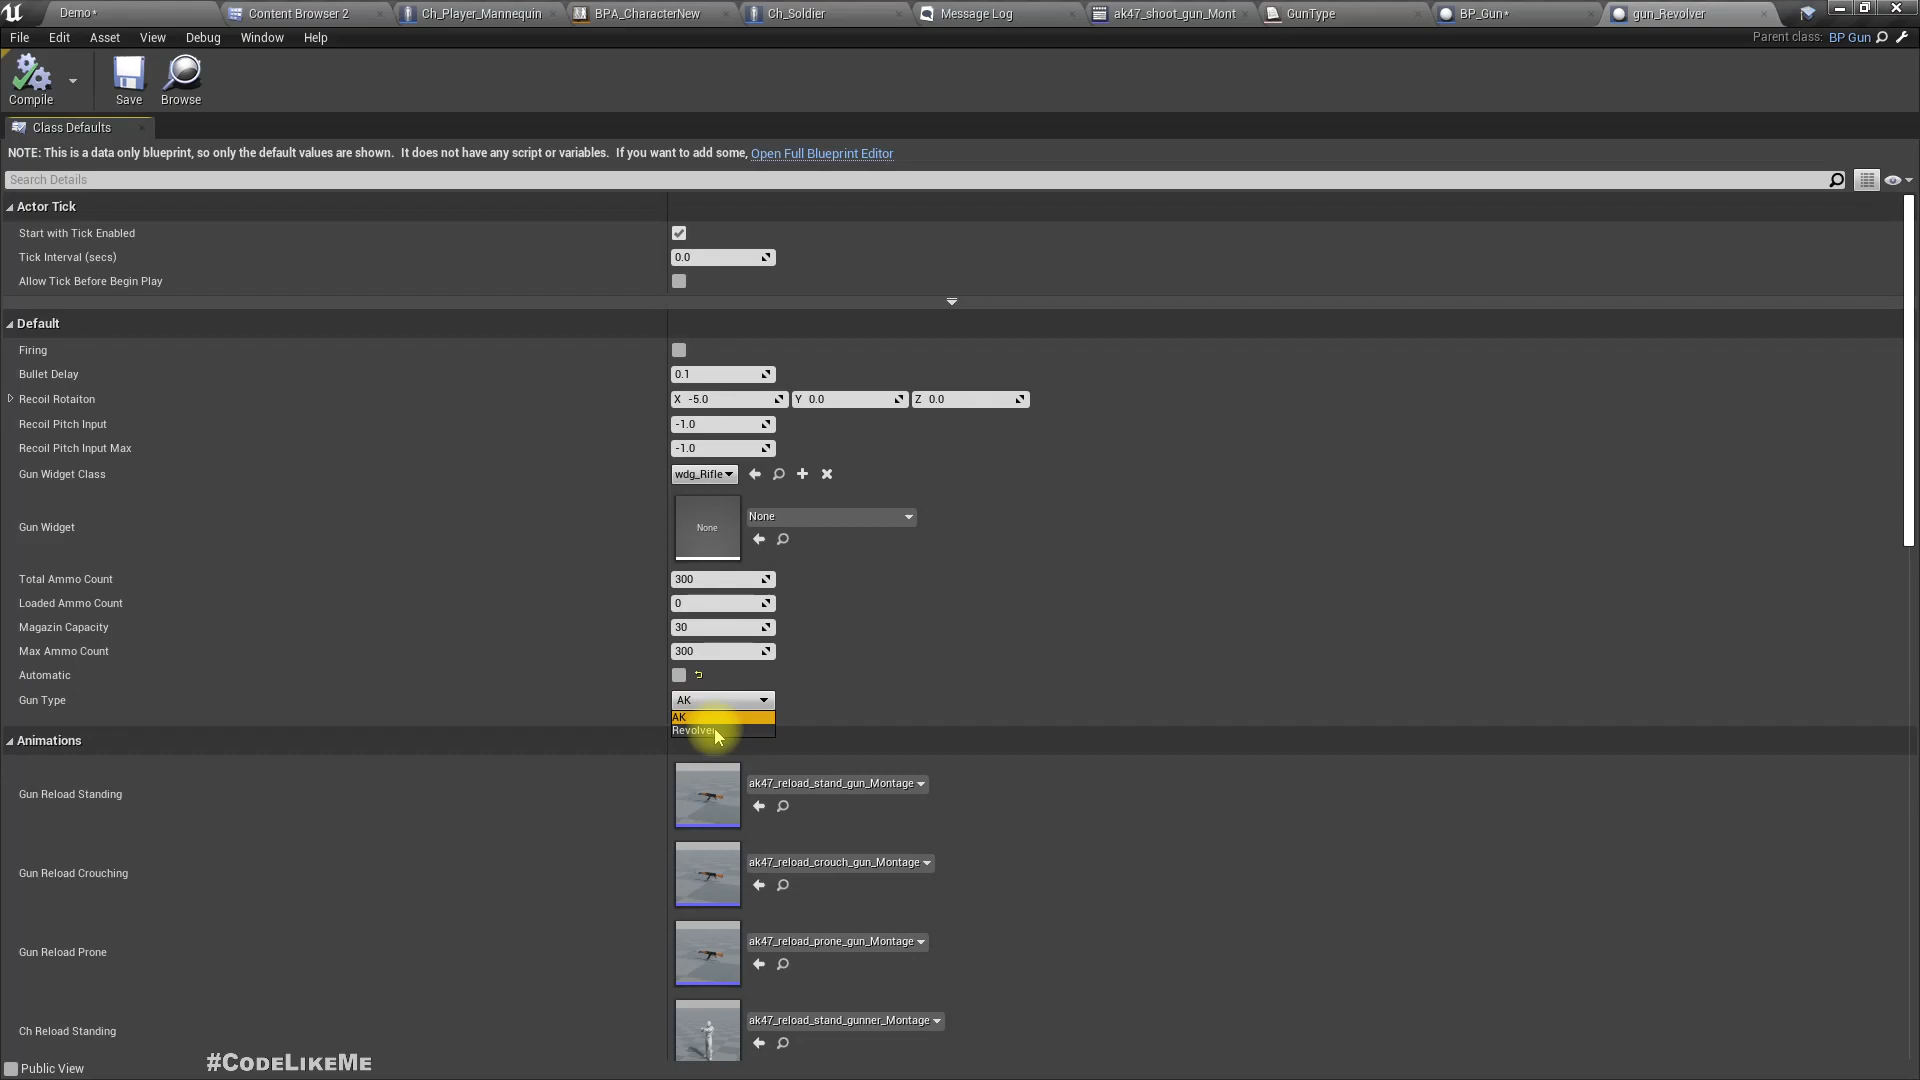 Demo*
Content Browser 2
Ch_Player_Mannequin
BPA_CharacterNew
Ch_Soldier
Message Log
ak47_shoot_gun_Mont
GunType
BP_Gun*
gun_Revolver
File Edit Asset View Debug Window Help
Parent class: BP Gun
Compile Save Browse
Class Defaults
NOTE: This is a data only blueprint, so only the default values are shown. It does not have any script or variables. If you want to add some, Open Full Blueprint Editor
Search Details
Actor Tick
Start with Tick Enabled
Tick Interval (secs) 0.0
Allow Tick Before Begin Play
Default
Firing
Bullet Delay 0.1
Recoil Rotaiton X -5.0 Y 0.0 Z 0.0
Recoil Pitch Input -1.0
Recoil Pitch Input Max -1.0
Gun Widget Class wdg_Rifle
Gun Widget None None
Total Ammo Count 300
Loaded Ammo Count 0
Magazin Capacity 30
Max Ammo Count 300
Automatic
Gun Type AK
AK
Revolver
Animations
Gun Reload Standing ak47_reload_stand_gun_Montage
Gun Reload Crouching ak47_reload_crouch_gun_Montage
Gun Reload Prone ak47_reload_prone_gun_Montage
Ch Reload Standing ak47_reload_stand_gunner_Montage
Public View
#CodeLikeMe